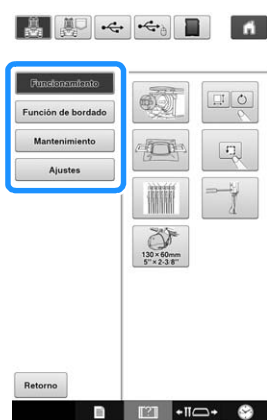 Funcionamiento
Función de bordado
Mantenimiento
Ajustes
130×60mm
5"×2-3/8"
Retorno